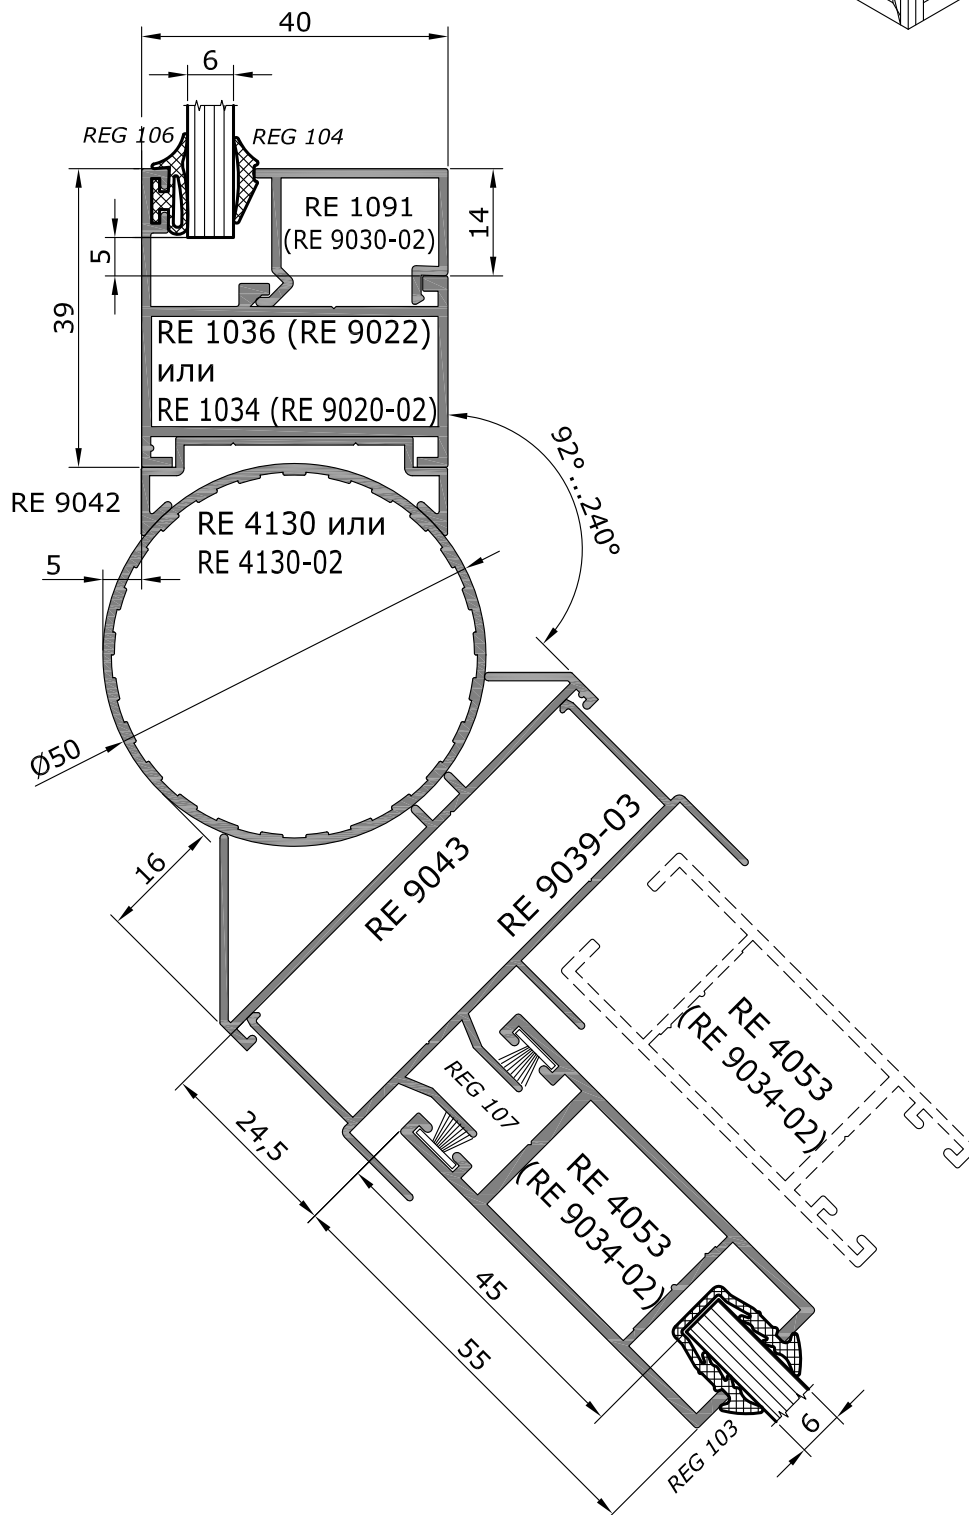 40
6
REG 106
REG 104
RE 1091
(RE 9030-02)
14
5
39
RE 1036 (RE 9022)
или
RE 1034 (RE 9020-02)
92°...240°
RE 9042
RE 4130 или
RE 4130-02
5
Ø50
16
RE 9043
RE 9039-03
RE 4053
(RE 9034-02)
REG 107
24,5
RE 4053
(RE 9034-02)
45
55
6
REG 103